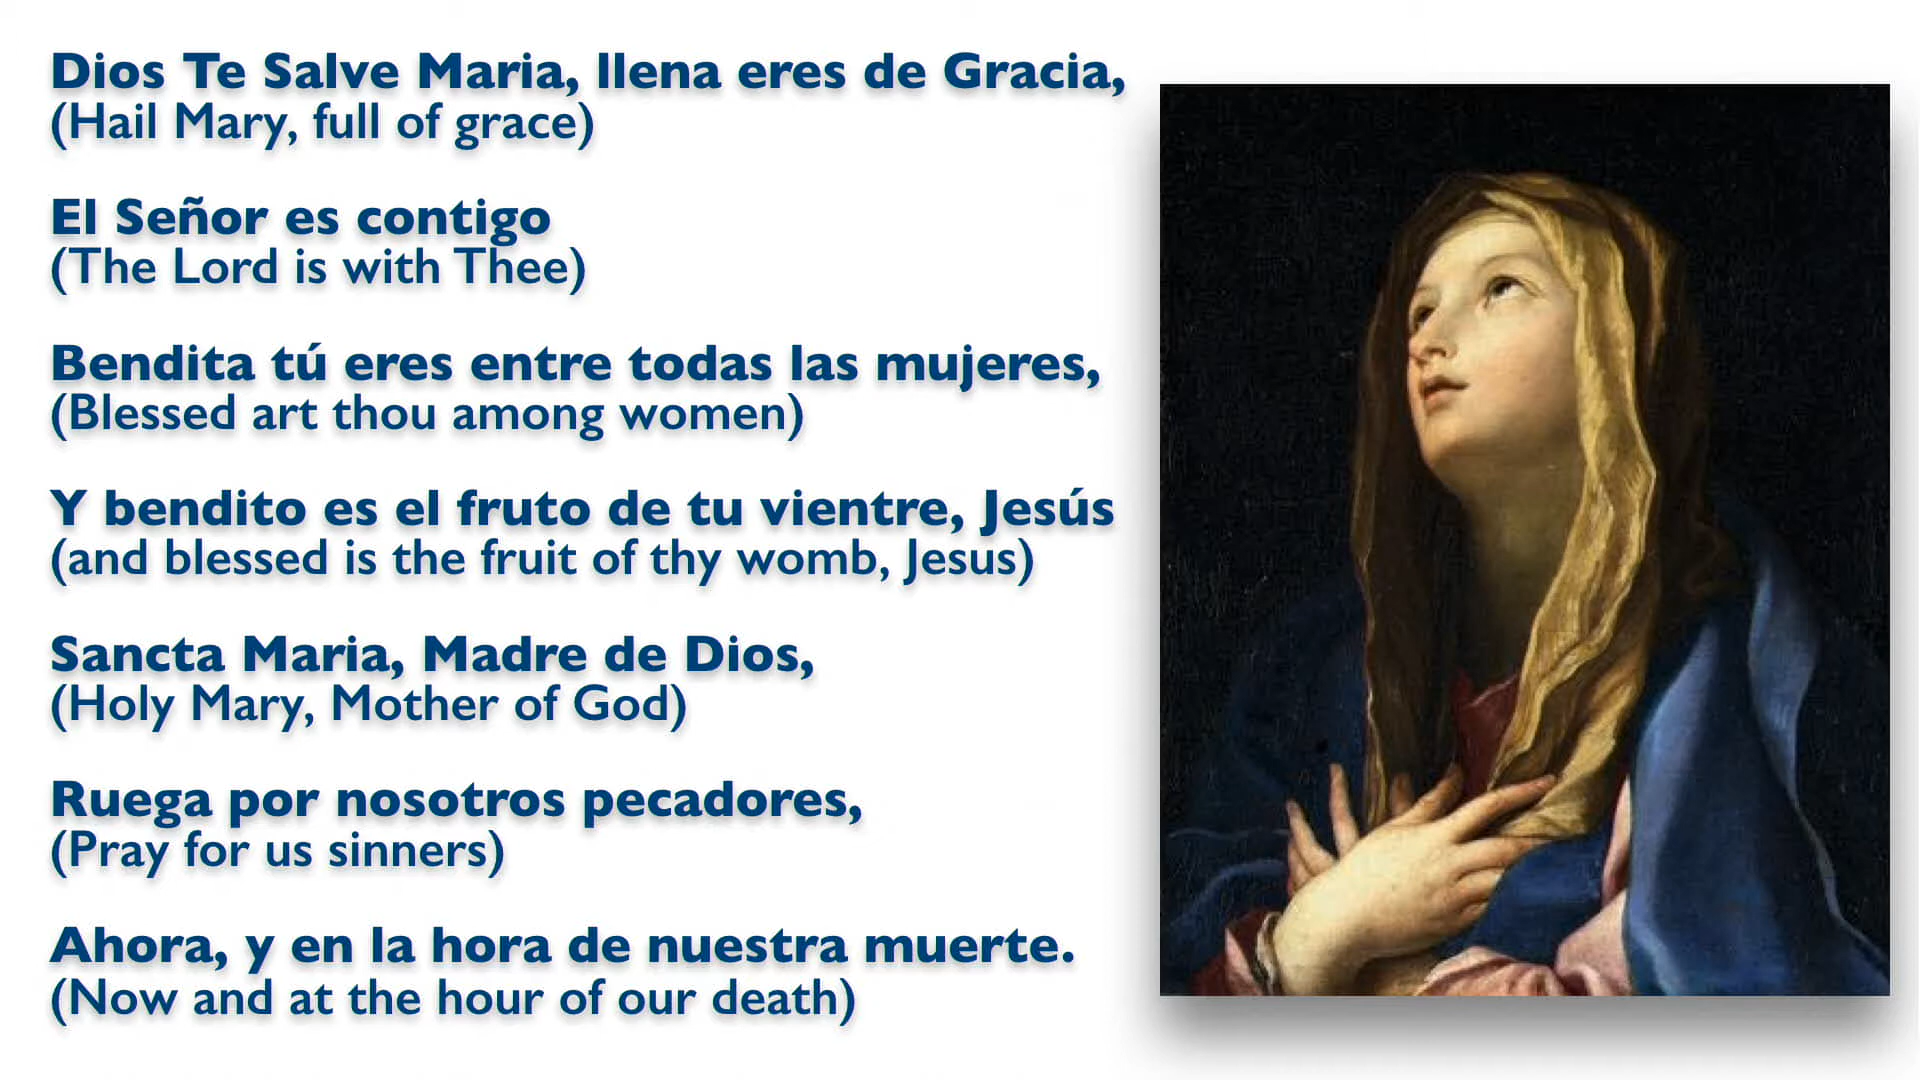 Dios Te Salve Maria, llena eres de Gracia,
(Hail Mary, full of grace)
El Señor es contigo
(The Lord is with Thee)
Bendita tú eres entre todas las mujeres,
(Blessed art thou among women)
Y bendito es el fruto de tu vientre, Jesús
(and blessed is the fruit of thy womb, Jesus)
Sancta Maria, Madre de Dios,
(Holy Mary, Mother of God)
Ruega por nosotros pecadores,
(Pray for us sinners)
Ahora, y en la hora de nuestra muerte.
(Now and at the hour of our death)